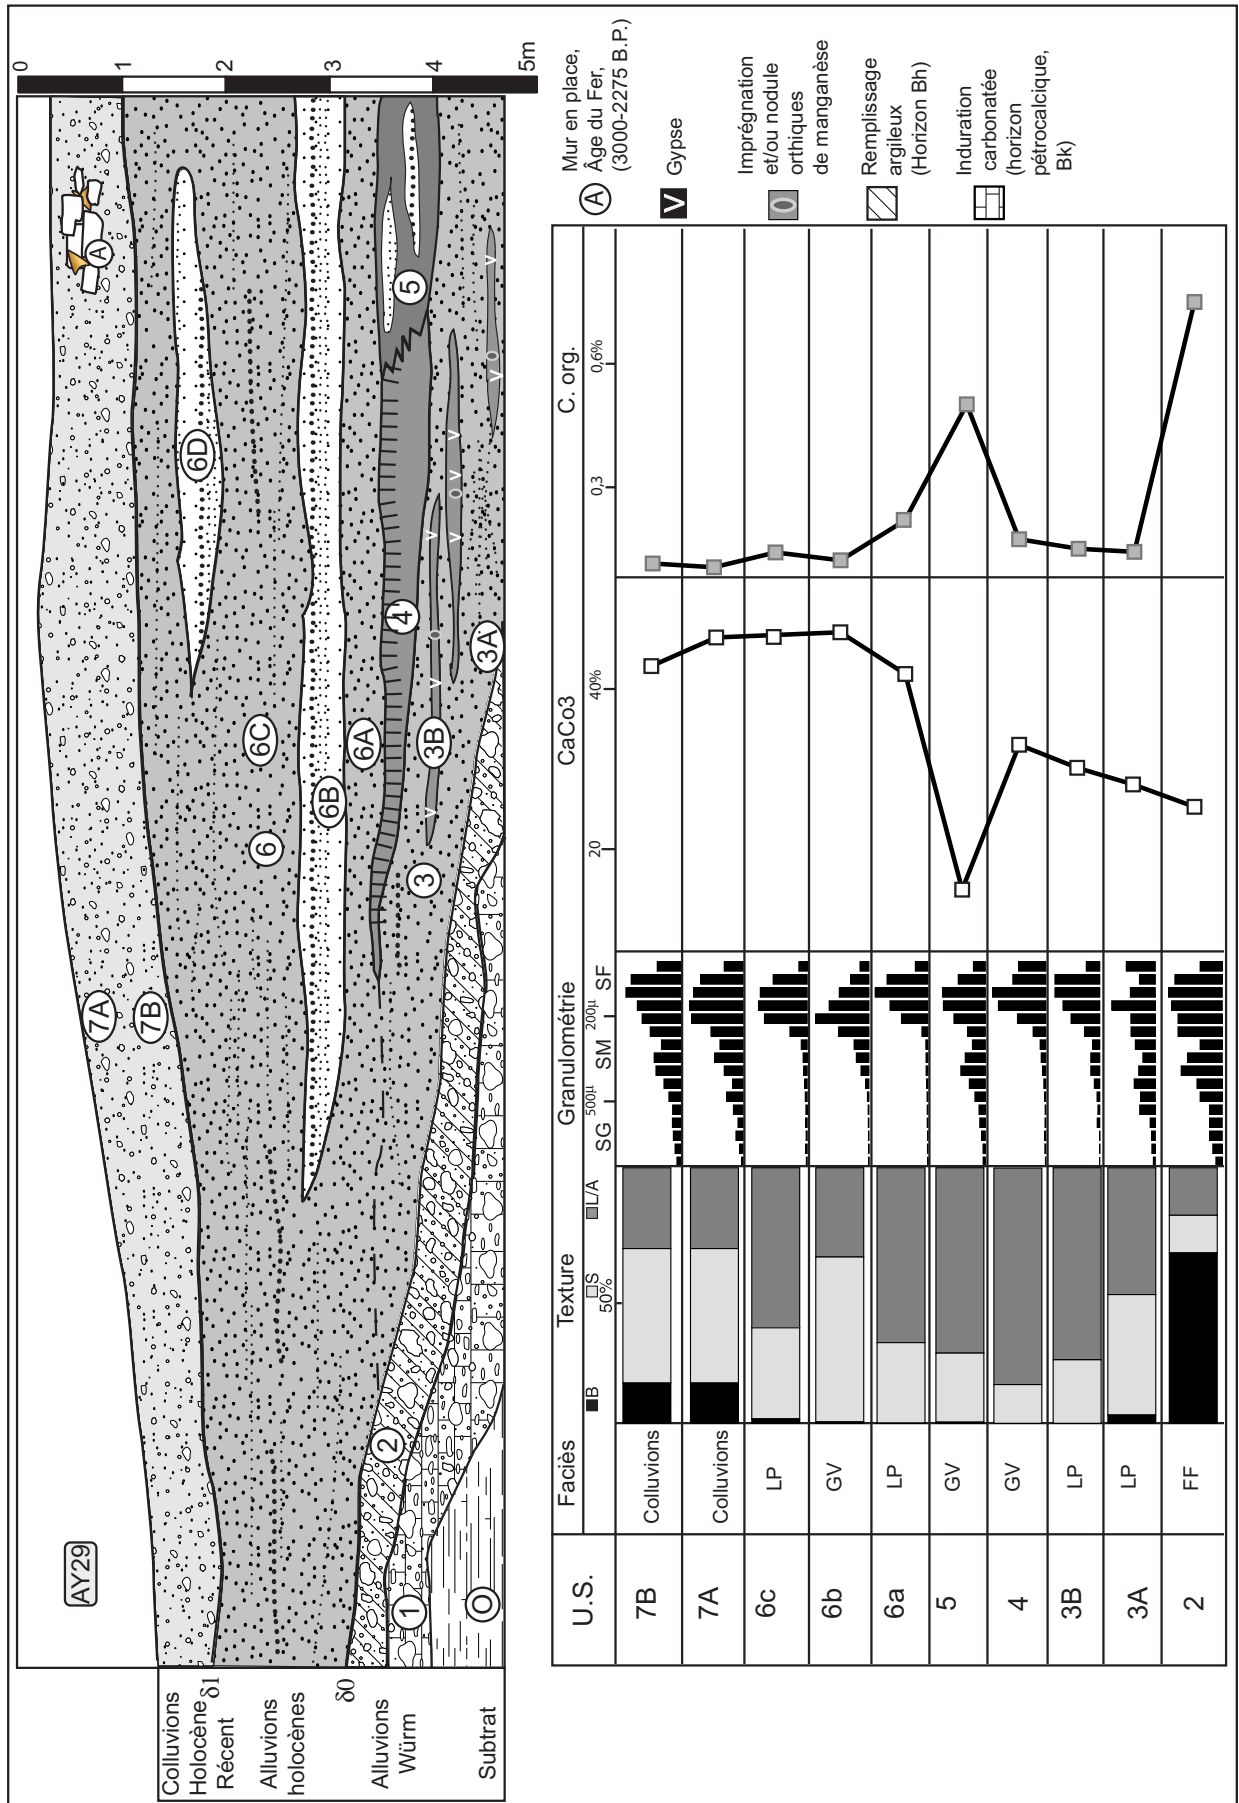 AY29
Colluvions
Holocène
Récent
δ1
Alluvions
holocènes
δ0
Alluvions
Würm
Subtrat
0
1
2
3
4
5m
7A
7B
6D
6C
6
6B
6A
5
4
3B
3A
3
2
1
O
A
V
V
V
V
V
V
V
V
V
0
0
0
A
Mur en place,
Âge du Fer,
(3000-2275 B.P.)
V
Gypse
0
Imprégnation
et/ou nodule
orthiques
de manganèse
Remplissage
argileux
(Horizon Bh)
Induration
carbonatée
(horizon
pétrocalcique,
Bk)
U.S.
Faciès
Texture
B
S
L/A
50%
Granulométrie
SG
500µ
SM
200µ
SF
CaCo3
20
40%
C. org.
0,3
0,6%
7B
Colluvions
7A
Colluvions
6c
LP
6b
GV
6a
LP
5
GV
4
GV
3B
LP
3A
LP
2
FF